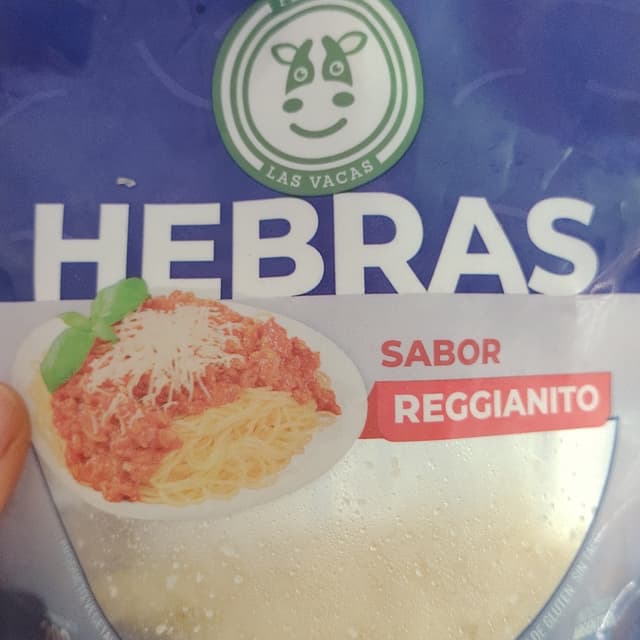 LAS VACAS
HEBRAS
SABOR
REGGIANITO